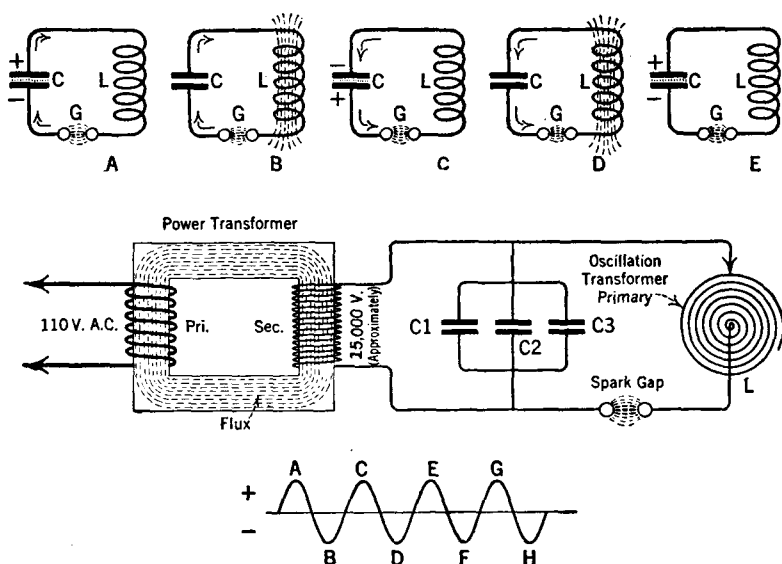 + C L − G A
C L G B
− C L + G C
C L G D
+ C L − G E
Power Transformer
110 V. A.C. Pri. Sec. 15,000 V.
(Approximately)
Flux
C1 C2 C3
Oscillation
Transformer
Primary
Spark Gap
L
A C E G
+
−
B D F H